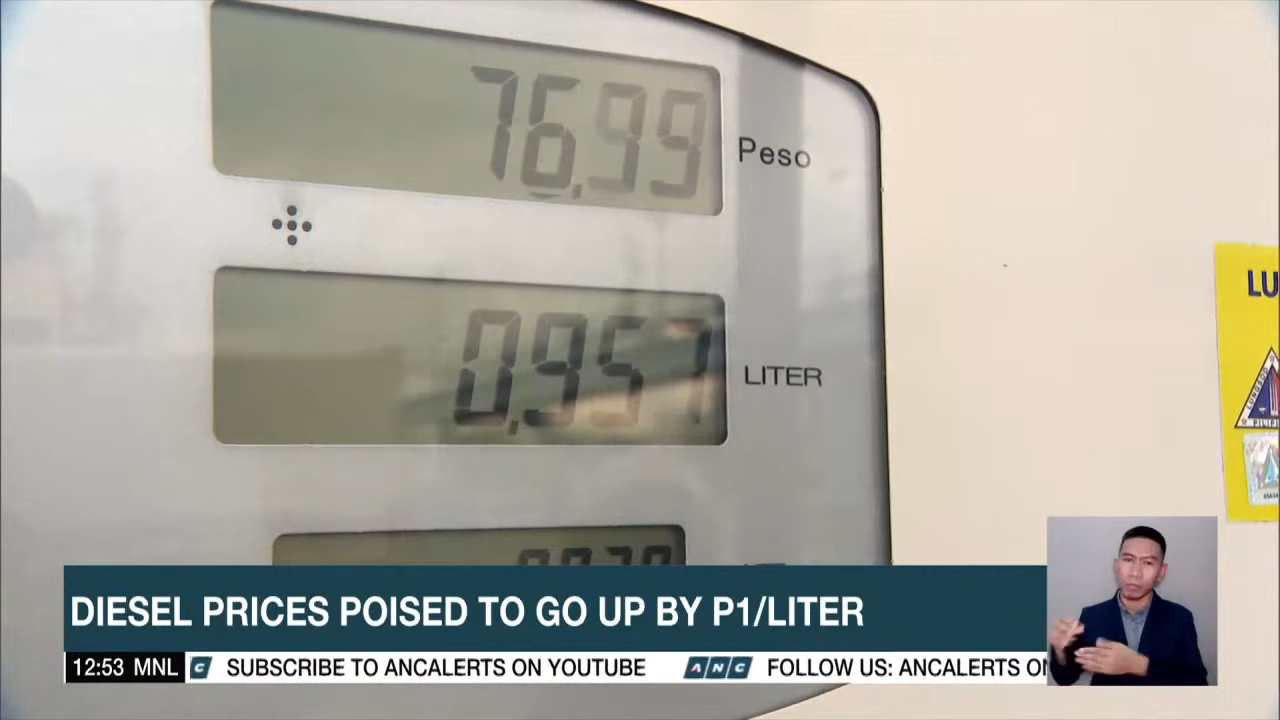 76.99
Peso
0.957
LITER
LU
DIESEL PRICES POISED TO GO UP BY P1/LITER
12:53 MNL
SUBSCRIBE TO ANCALERTS ON YOUTUBE
ANC
FOLLOW US: ANCALERTS ON